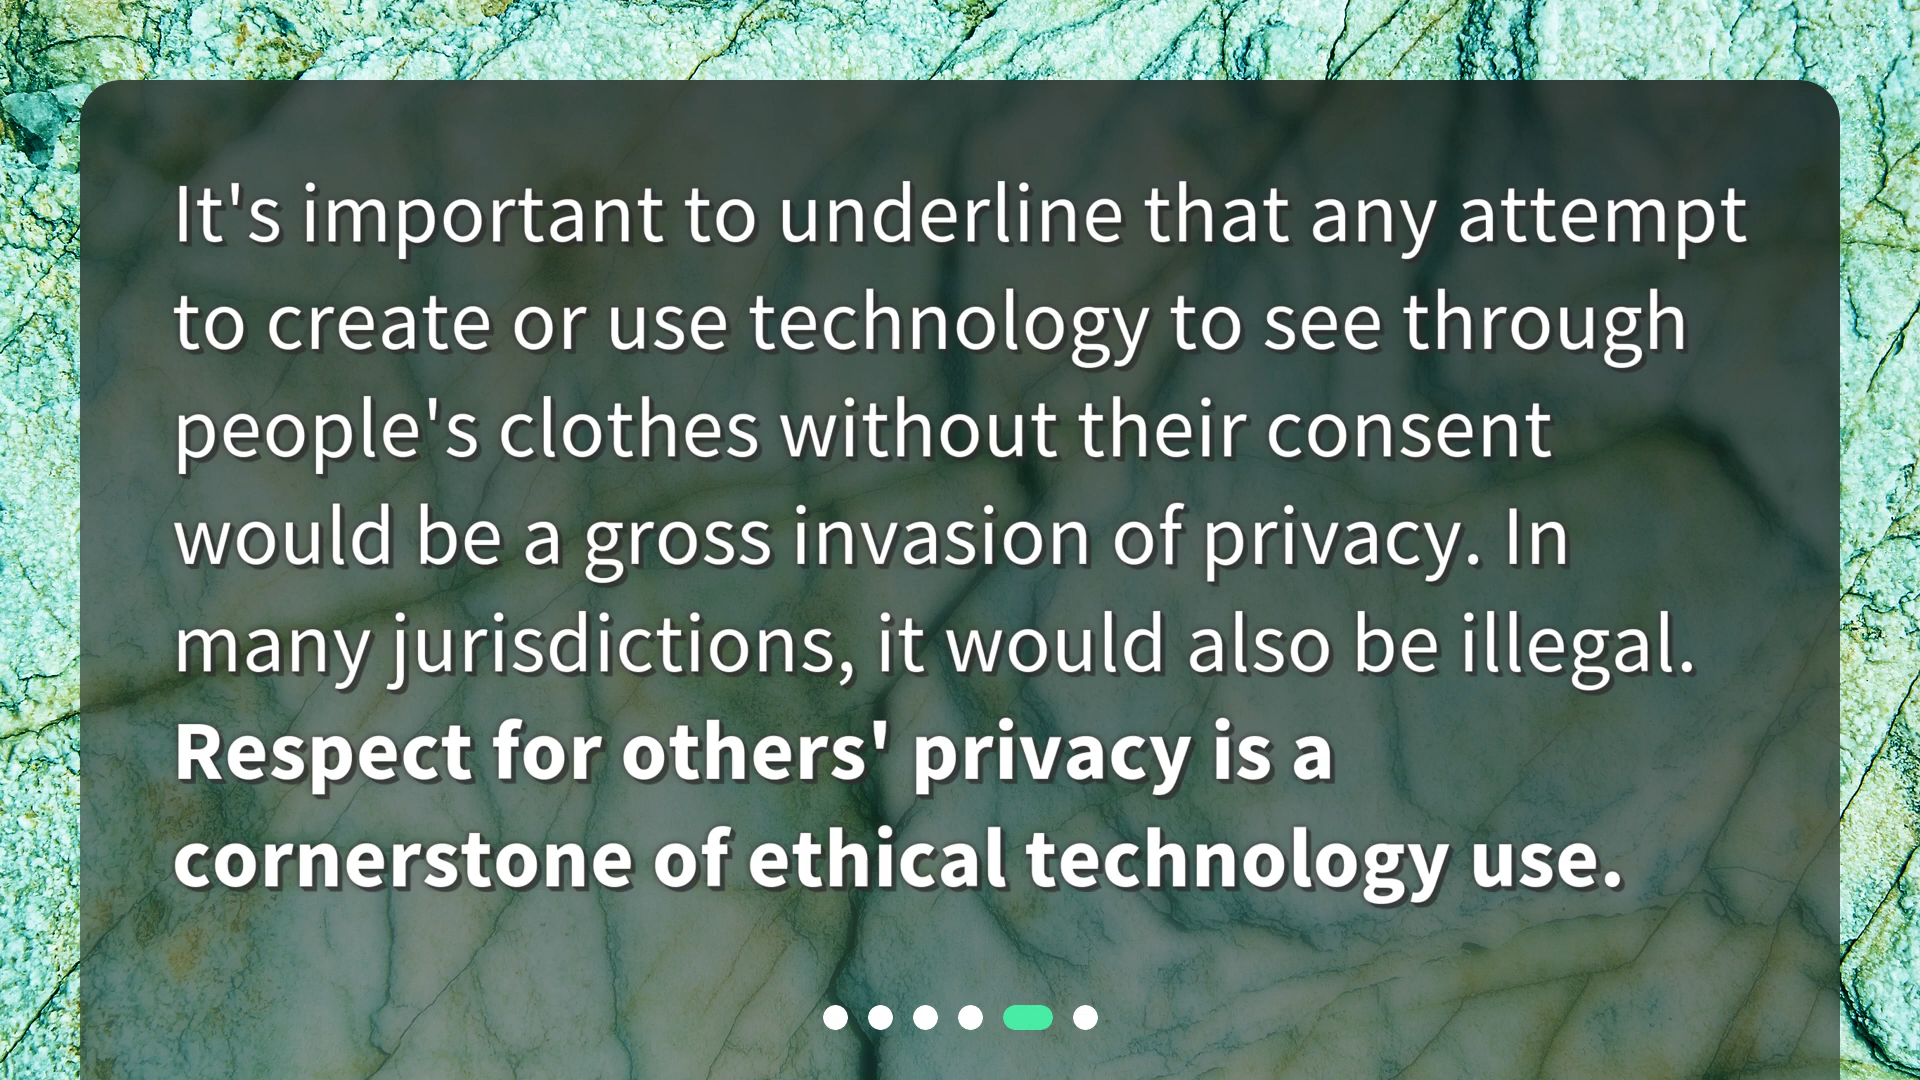 It's important to underline that any attempt
to create or use technology to see through
people's clothes without their consent
would be a gross invasion of privacy. In
many jurisdictions, it would also be illegal.
Respect for others' privacy is a
cornerstone of ethical technology use.